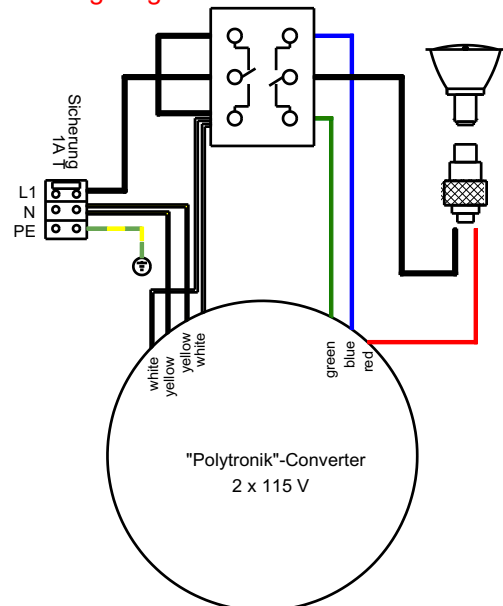 Sicherung
1A T
L1
N
PE
white
yellow
yellow
white
green
blue
red
"Polytronik"-Converter
2 x 115 V